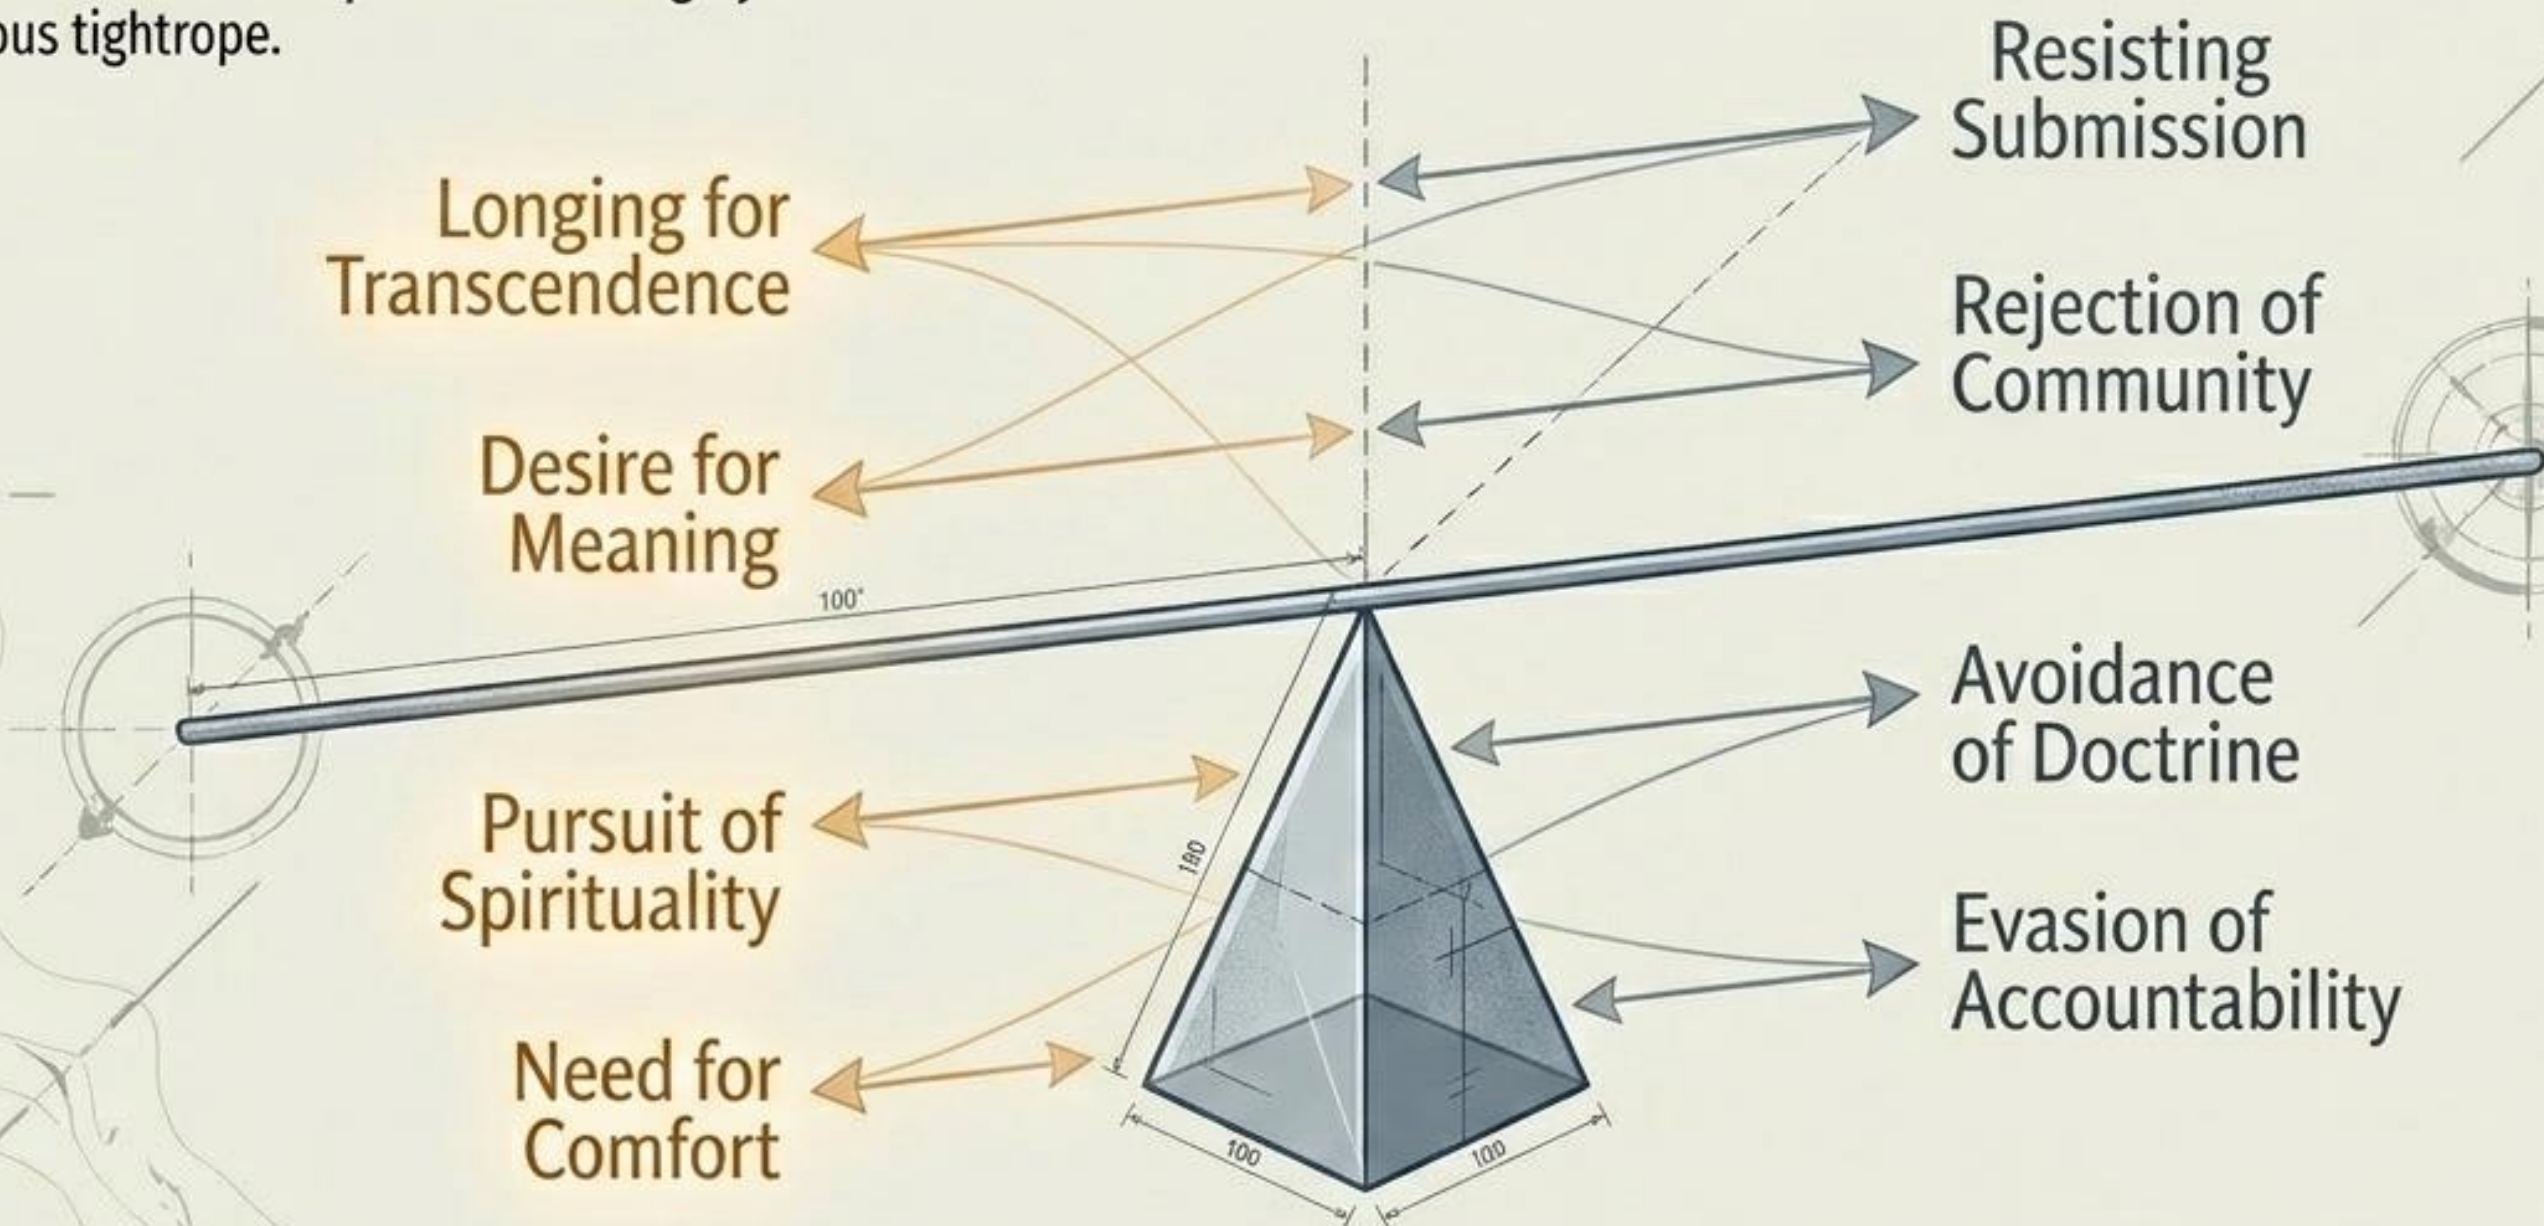 ous tightrope.
Resisting
Submission
Longing for
Transcendence
Rejection of
Community
Desire for
Meaning
100°
Avoidance
of Doctrine
Pursuit of
Spirituality
180
Evasion of
Accountability
Need for
Comfort
100
100